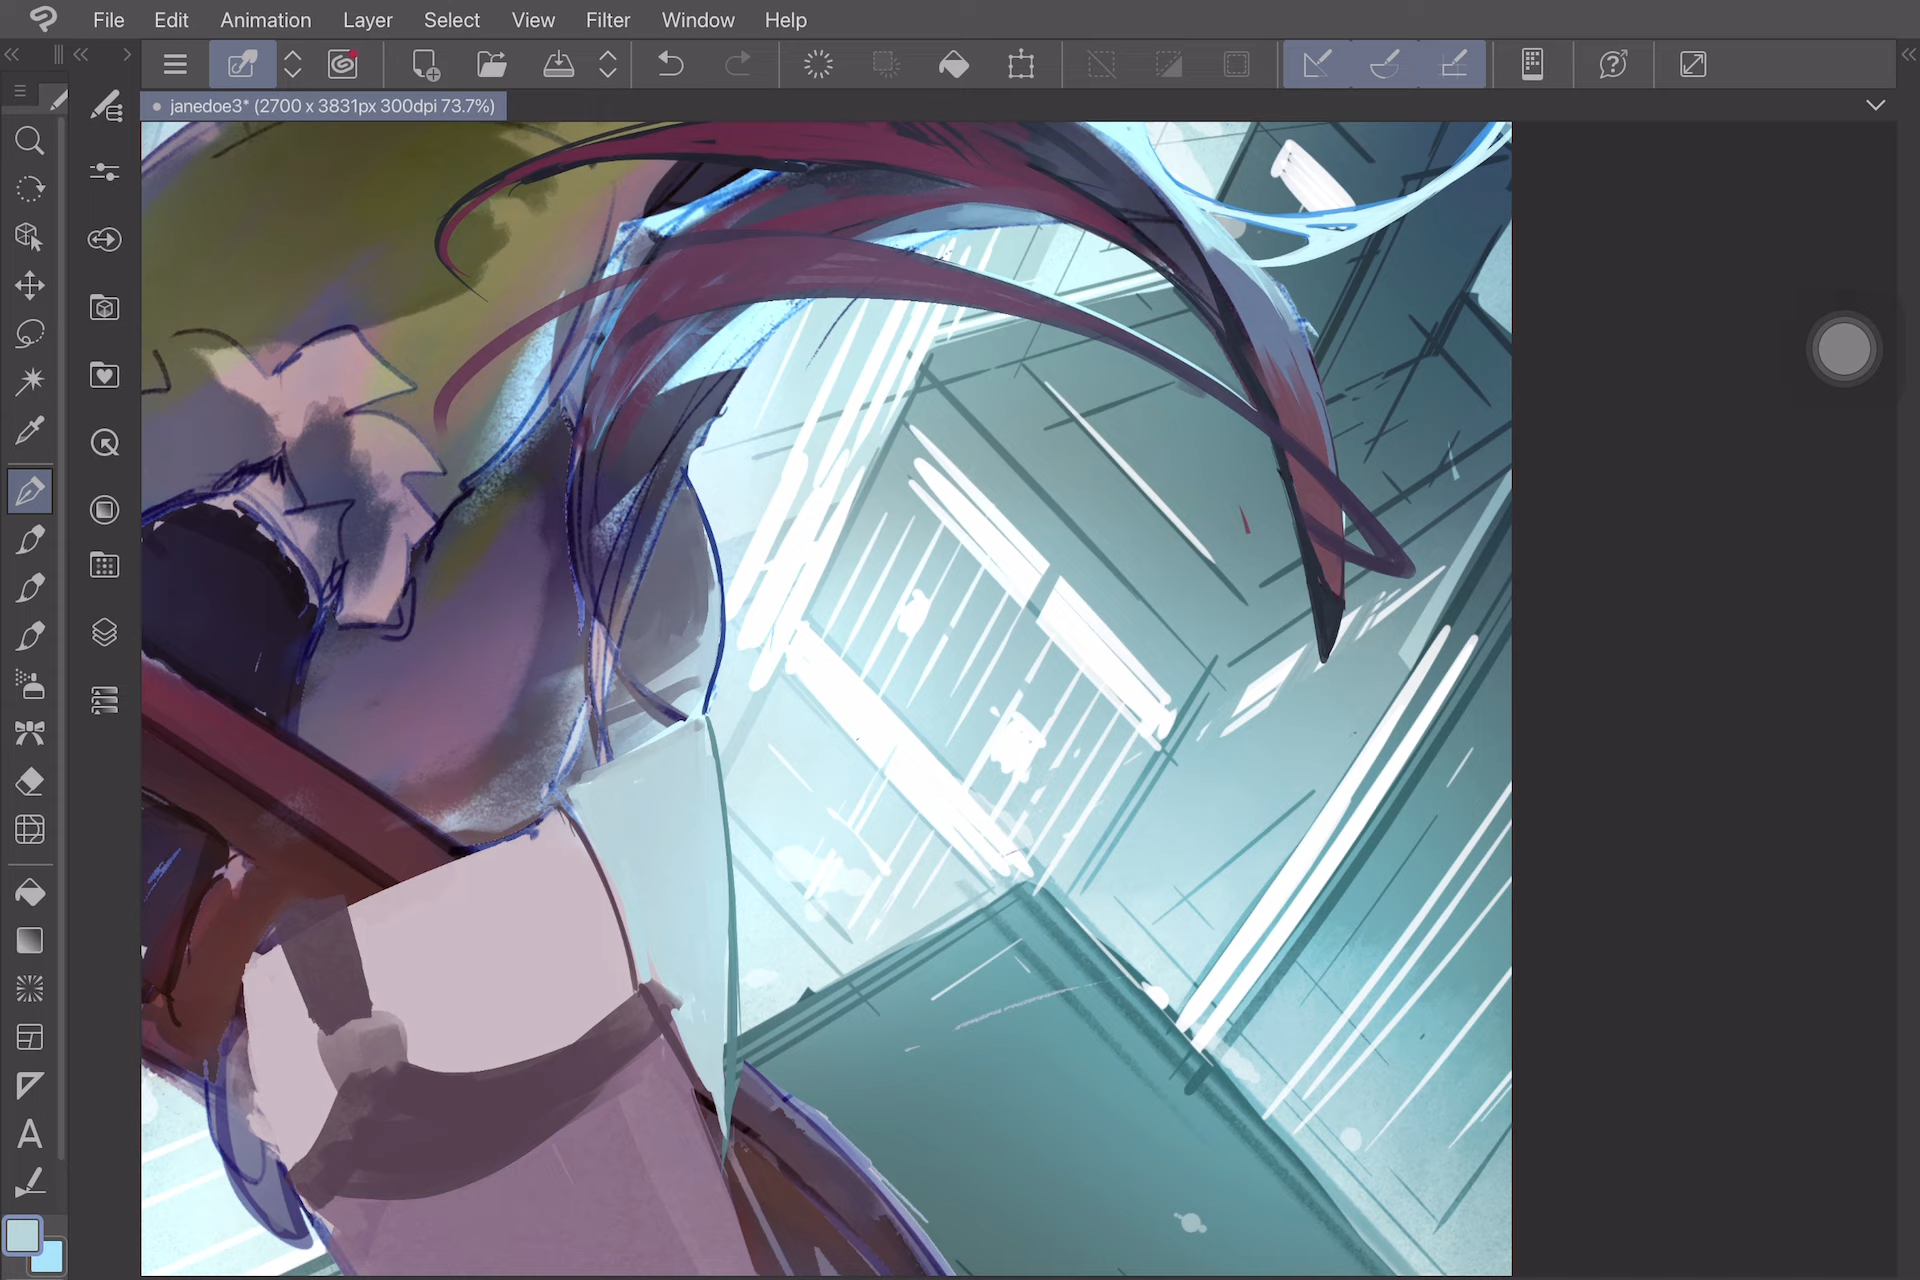 File Edit Animation Layer Select View Filter Window Help
janedoe3* (2700 x 3831px 300dpi 73.7%)
A